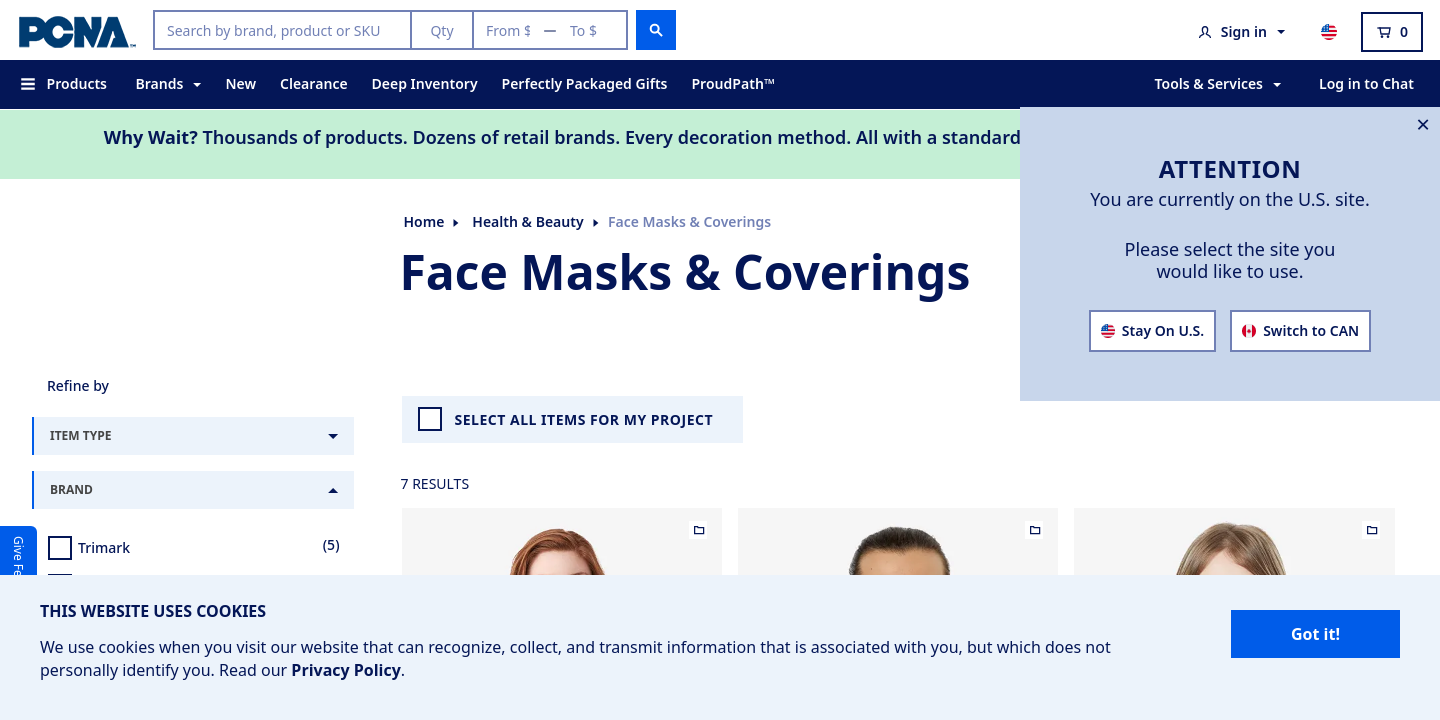 PCNA
Search by brand, product or SKU
Qty
From $ — To $
Sign in
0
Products
Brands
New
Clearance
Deep Inventory
Perfectly Packaged Gifts
ProudPath™
Tools & Services
Log in to Chat
Why Wait? Thousands of products. Dozens of retail brands. Every decoration method. All with a standard
ATTENTION
You are currently on the U.S. site.
Please select the site you
would like to use.
Stay On U.S.
Switch to CAN
Home
Health & Beauty
Face Masks & Coverings
Face Masks & Coverings
Refine by
ITEM TYPE
BRAND
Trimark
(5)
SELECT ALL ITEMS FOR MY PROJECT
7 RESULTS
Give Fe
THIS WEBSITE USES COOKIES
We use cookies when you visit our website that can recognize, collect, and transmit information that is associated with you, but which does not
personally identify you. Read our Privacy Policy.
Got it!